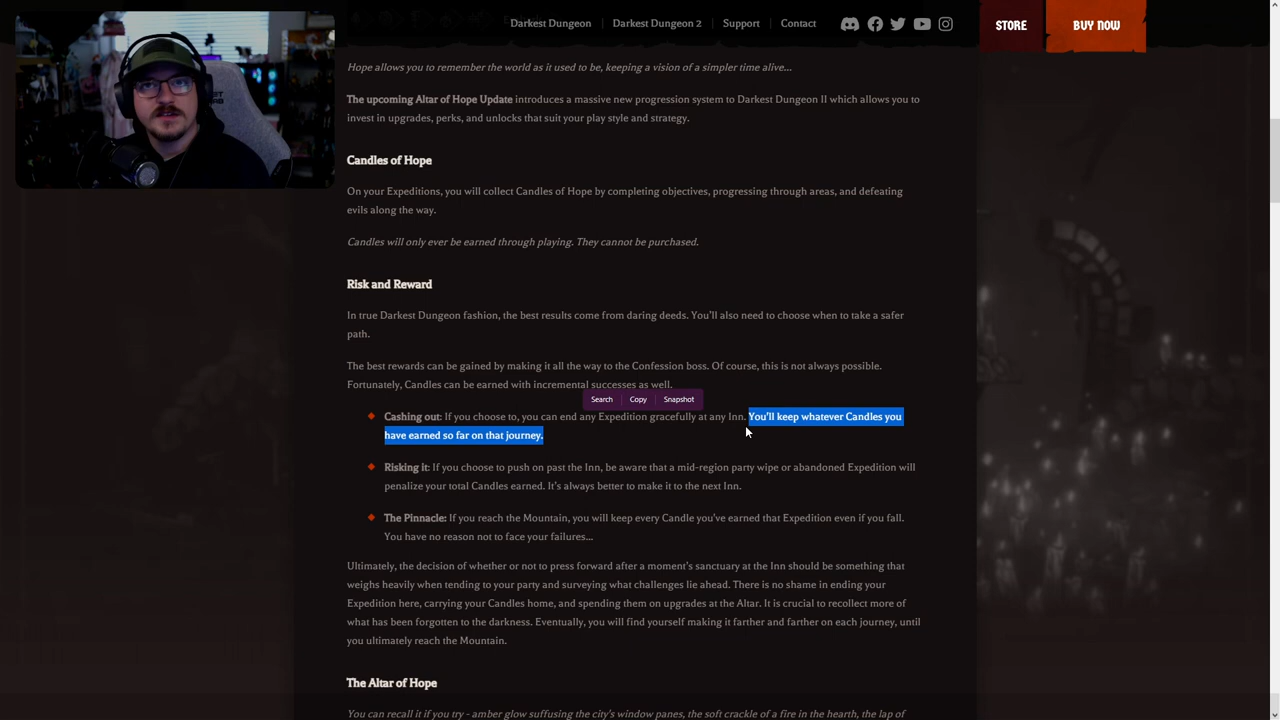 Darkest Dungeon | Darkest Dungeon 2 | Support | Contact
STORE
BUY NOW
Hope allows you to remember the world as it used to be, keeping a vision of a simpler time alive...
The upcoming Altar of Hope Update introduces a massive new progression system to Darkest Dungeon II which allows you to
invest in upgrades, perks, and unlocks that suit your play style and strategy.
Candles of Hope
On your Expeditions, you will collect Candles of Hope by completing objectives, progressing through areas, and defeating
evils along the way.
Candles will only ever be earned through playing. They cannot be purchased.
Risk and Reward
In true Darkest Dungeon fashion, the best results come from daring deeds. You'll also need to choose when to take a safer
path.
The best rewards can be gained by making it all the way to the Confession boss. Of course, this is not always possible.
Fortunately, Candles can be earned with incremental successes as well.
Search | Copy | Snapshot
Cashing out: If you choose to, you can end any Expedition gracefully at any Inn. You'll keep whatever Candles you
have earned so far on that journey.
Risking it: If you choose to push on past the Inn, be aware that a mid-region party wipe or abandoned Expedition will
penalize your total Candles earned. It's always better to make it to the next Inn.
The Pinnacle: If you reach the Mountain, you will keep every Candle you've earned that Expedition even if you fall.
You have no reason not to face your failures...
Ultimately, the decision of whether or not to press forward after a moment's sanctuary at the Inn should be something that
weighs heavily when tending to your party and surveying what challenges lie ahead. There is no shame in ending your
Expedition here, carrying your Candles home, and spending them on upgrades at the Altar. It is crucial to recollect more of
what has been forgotten to the darkness. Eventually, you will find yourself making it farther and farther on each journey, until
you ultimately reach the Mountain.
The Altar of Hope
You can recall it if you try - amber glow suffusing the city's window panes, the soft crackle of a fire in the hearth, the lap of